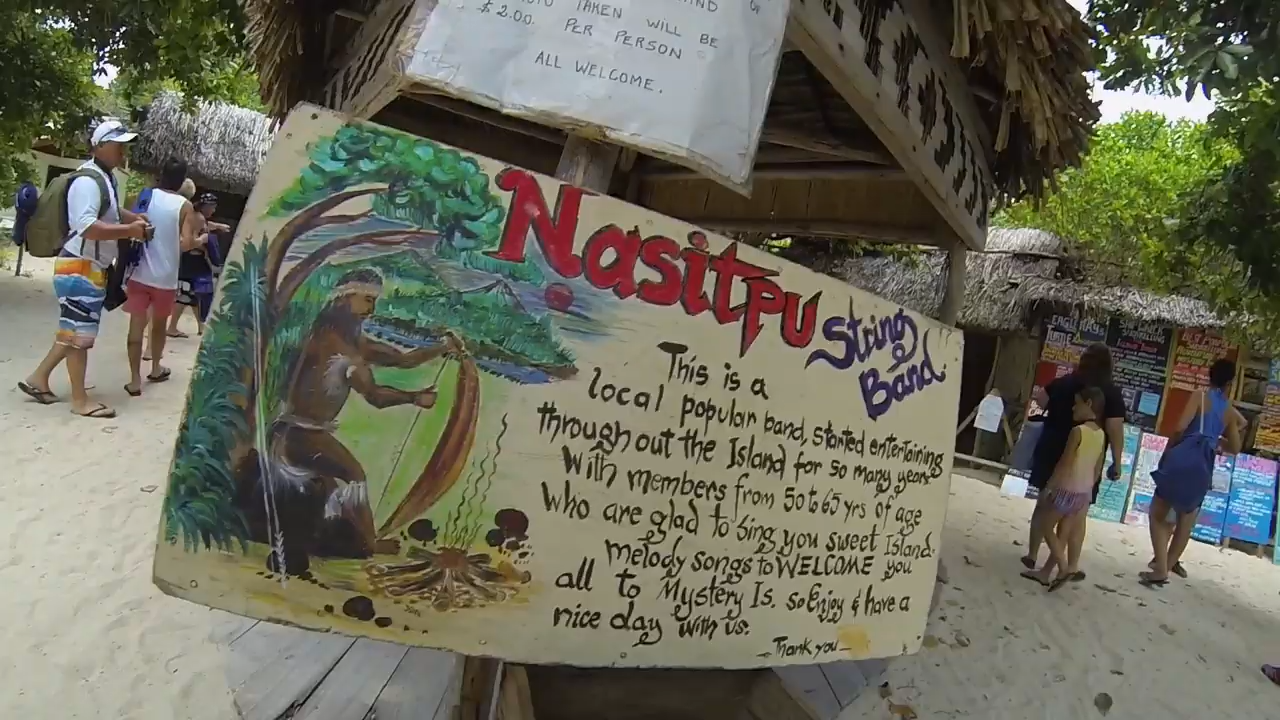 TAKEN WILL BE
$2.00. PER PERSON
ALL WELCOME.
Nasitpu
String
Band.
This is a
local popular band, started entertaining
throughout the Island for so many years
With members from 50 to 65 yrs of age
Who are glad to sing you sweet Island.
melody songs to WELCOME you
all to Mystery Is. so Enjoy & have a
nice day with us.
Thank you